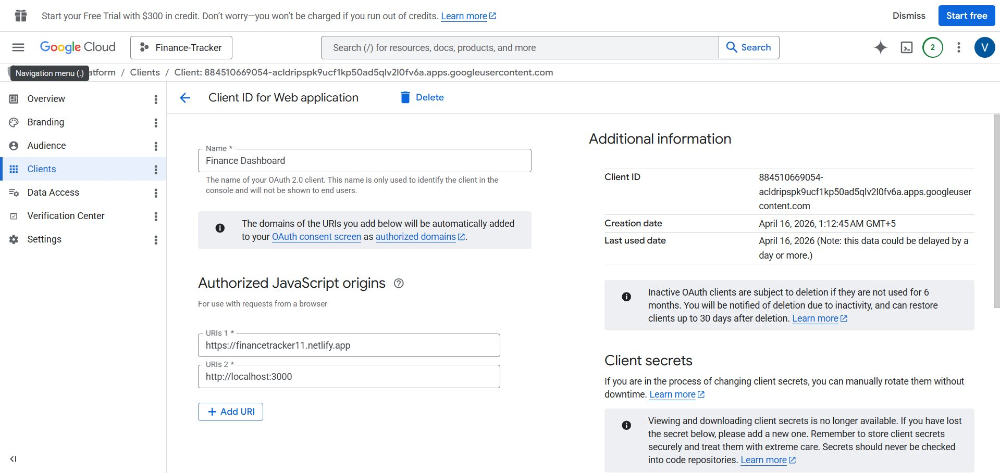 Start your Free Trial with $300 in credit. Don’t worry—you won’t be charged if you run out of credits. Learn more
Dismiss
Start free
Google Cloud
Finance-Tracker
Search (/) for resources, docs, products, and more
Search
2
V
Navigation menu (.)
atform / Clients / Client: 884510669054-acldripspk9ucf1kp50ad5qlv2l0fv6a.apps.googleusercontent.com
Overview
Branding
Audience
Clients
Data Access
Verification Center
Settings
Client ID for Web application
Delete
Name *
Finance Dashboard
The name of your OAuth 2.0 client. This name is only used to identify the client in the
console and will not be shown to end users.
The domains of the URIs you add below will be automatically added
to your OAuth consent screen as authorized domains.
Authorized JavaScript origins
For use with requests from a browser
URIs 1 *
https://financetracker11.netlify.app
URIs 2 *
http://localhost:3000
Add URI
Additional information
Client ID
884510669054-
acldripspk9ucf1kp50ad5qlv2l0fv6a.apps.googleuser
content.com
Creation date
April 16, 2026, 1:12:45 AM GMT+5
Last used date
April 16, 2026 (Note: this data could be delayed by a
day or more.)
Inactive OAuth clients are subject to deletion if they are not used for 6
months. You will be notified of deletion due to inactivity, and can restore
clients up to 30 days after deletion. Learn more
Client secrets
If you are in the process of changing client secrets, you can manually rotate them without
downtime. Learn more
Viewing and downloading client secrets is no longer available. If you have lost
the secret below, please add a new one. Remember to store client secrets
securely and treat them with extreme care. Secrets should never be checked
into code repositories. Learn more